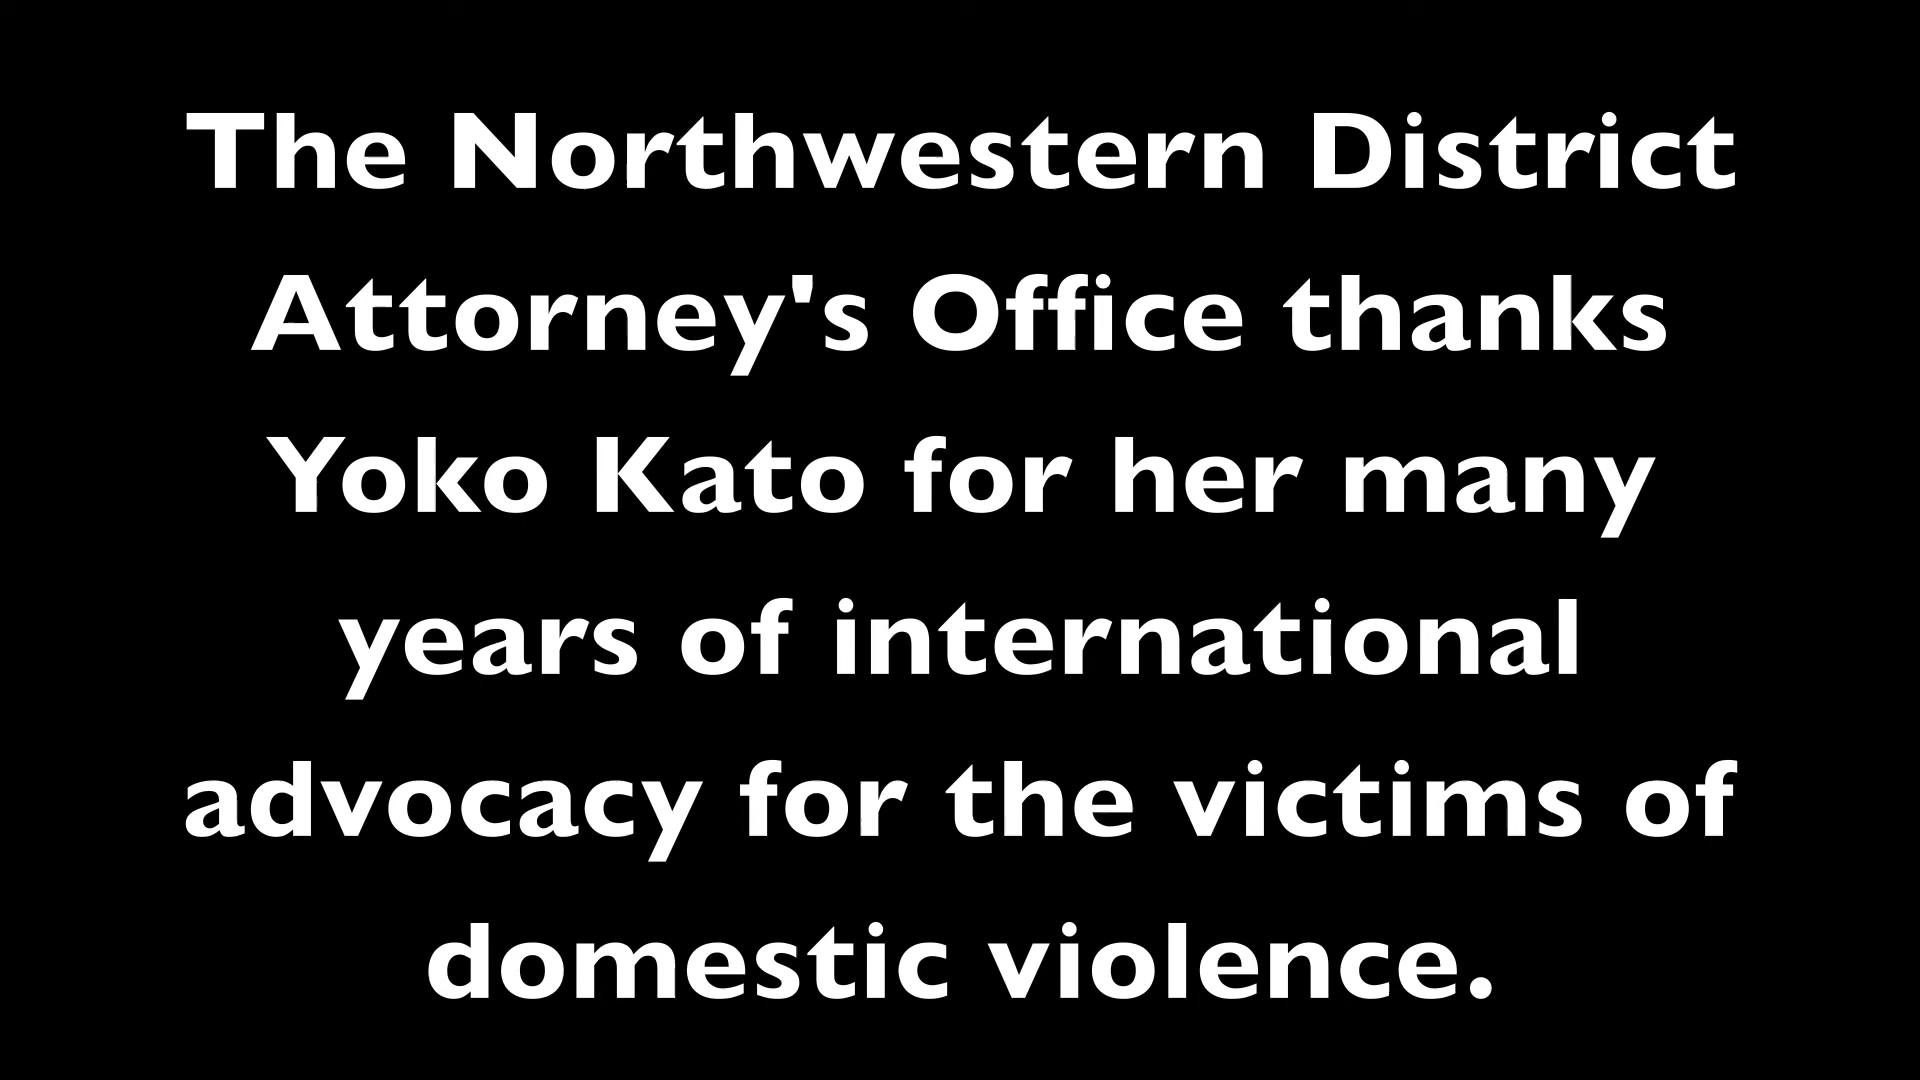 The Northwestern District
Attorney's Office thanks
Yoko Kato for her many
years of international
advocacy for the victims of
domestic violence.